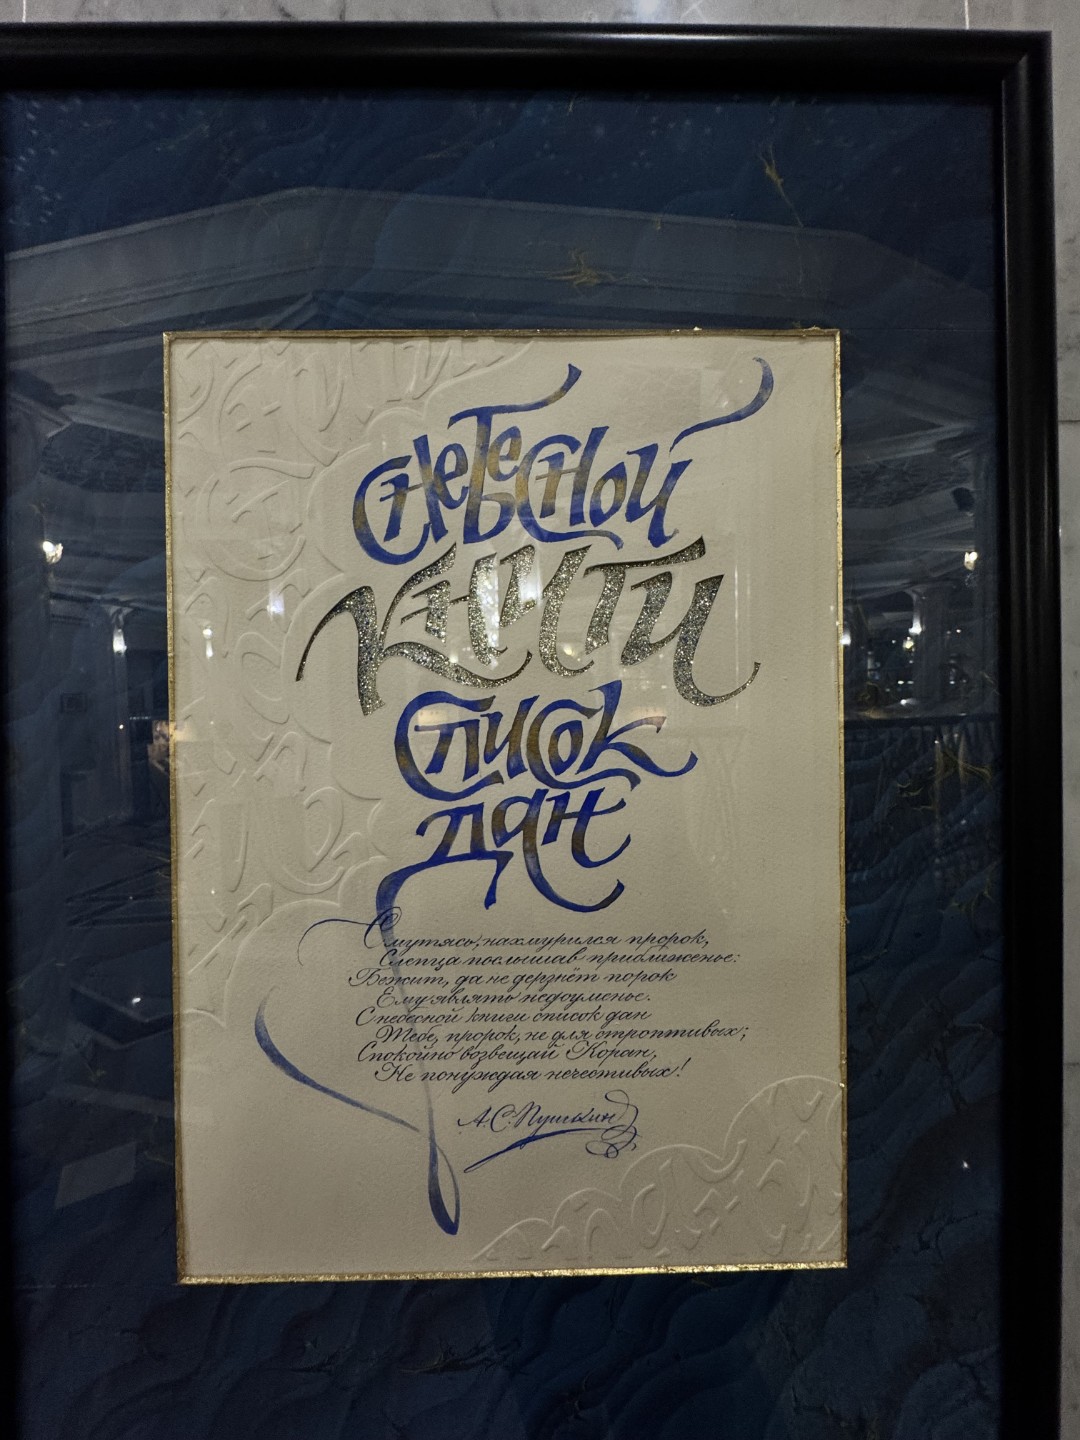 С небесной
книги
список
дан
Смутясь, нахмурился пророк,
Слепца послышав приближенье:
Бежит, да не дерзнёт порок
Ему являть недоуменье.
С небесной книги список дан
Тебе, пророк, не для строптивых;
Спокойно возвещай Коран,
Не понуждая нечестивых!
А.С. Пушкин